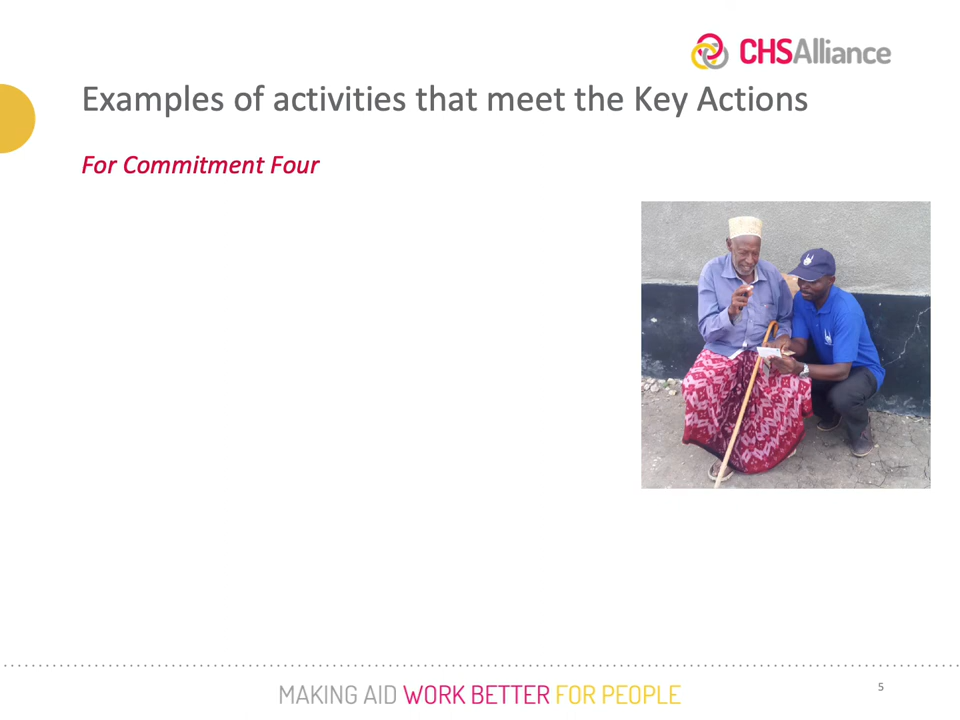 CHSAlliance
Examples of activities that meet the Key Actions
For Commitment Four
MAKING AID WORK BETTER FOR PEOPLE
5